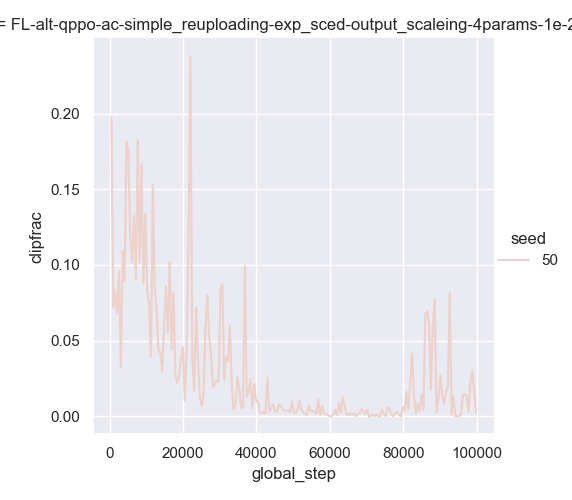 = FL-alt-qppo-ac-simple_reuploading-exp_sced-output_scaleing-4params-1e-2
0.20
0.15
0.10
0.05
0.00
clipfrac
0 20000 40000 60000 80000 100000
global_step
seed
50